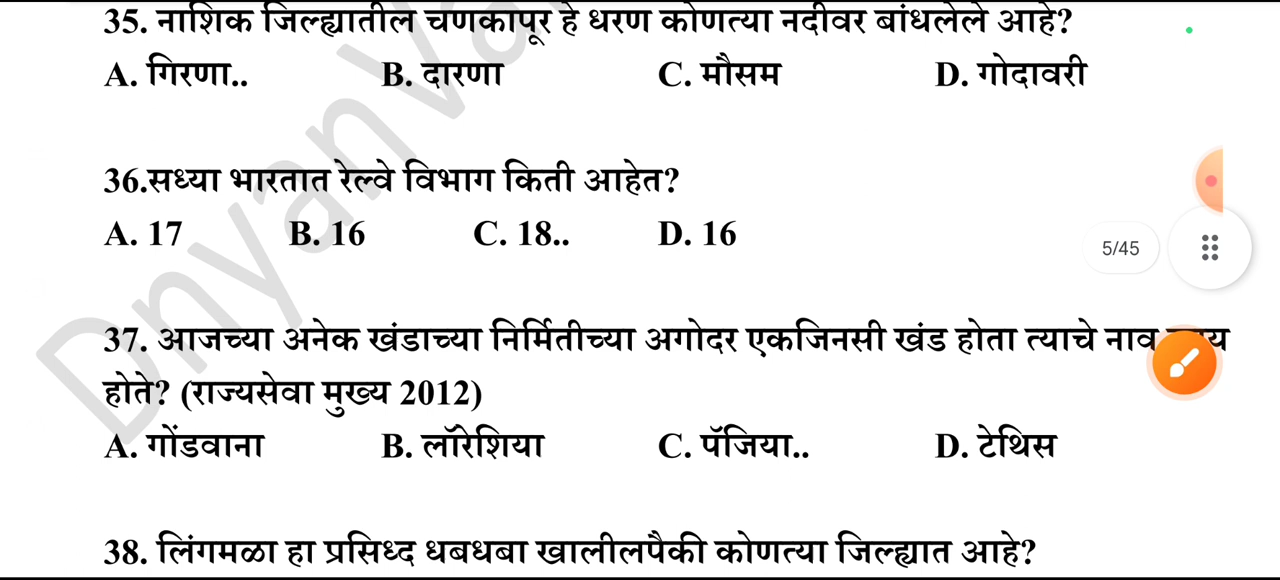 35. नाशिक जिल्ह्यातील चणकापूर हे धरण कोणत्या नदीवर बांधलेले आहे?
A. गिरणा.. B. दारणा C. मौसम D. गोदावरी
36.सध्या भारतात रेल्वे विभाग किती आहेत?
A. 17 B. 16 C. 18.. D. 16
5/45
37. आजच्या अनेक खंडाच्या निर्मितीच्या अगोदर एकजिनसी खंड होता त्याचे नाव
होते? (राज्यसेवा मुख्य 2012)
A. गोंडवाना B. लॉरेशिया C. पॅंजिया.. D. टेथिस
38. लिंगमळा हा प्रसिध्द धबधबा खालीलपैकी कोणत्या जिल्ह्यात आहे?